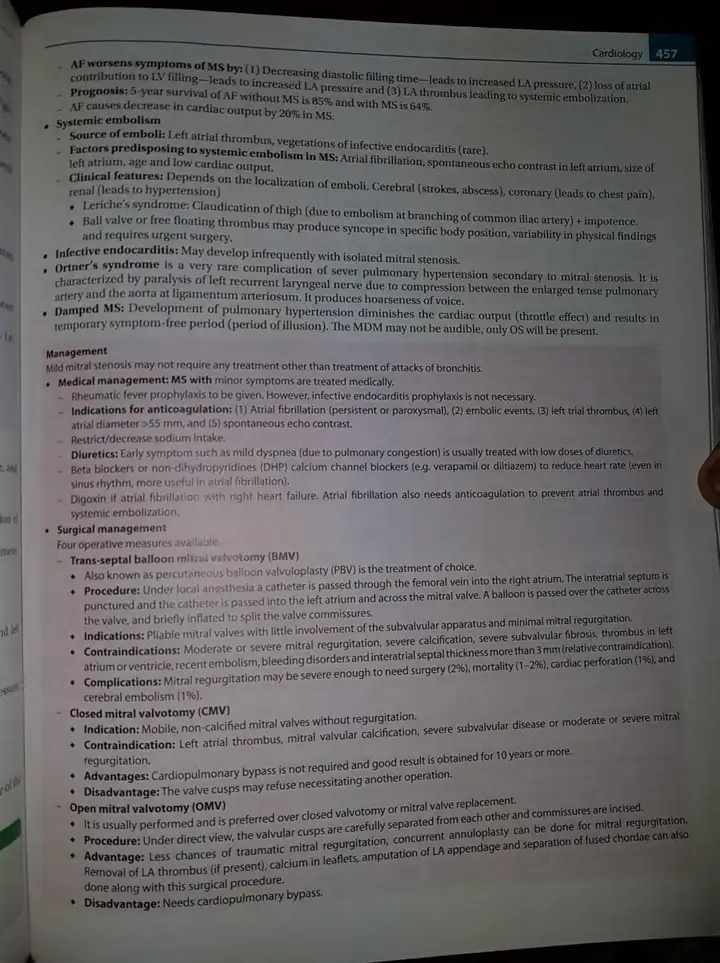 Cardiology 457
– AF worsens symptoms of MS by: (1) Decreasing diastolic filling time—leads to increased LA pressure, (2) loss of atrial
contribution to LV filling—leads to increased LA pressure and (3) LA thrombus leading to systemic embolization.
– Prognosis: 5-year survival of AF without MS is 85% and with MS is 64%.
– AF causes decrease in cardiac output by 20% in MS.
• Systemic embolism
– Source of emboli: Left atrial thrombus, vegetations of infective endocarditis (rare).
– Factors predisposing to systemic embolism in MS: Atrial fibrillation, spontaneous echo contrast in left atrium, size of
left atrium, age and low cardiac output.
– Clinical features: Depends on the localization of emboli. Cerebral (strokes, abscess), coronary (leads to chest pain),
renal (leads to hypertension)
◆ Leriche's syndrome: Claudication of thigh (due to embolism at branching of common iliac artery) + impotence.
◆ Ball valve or free floating thrombus may produce syncope in specific body position, variability in physical findings
and requires urgent surgery.
• Infective endocarditis: May develop infrequently with isolated mitral stenosis.
• Ortner's syndrome is a very rare complication of sever pulmonary hypertension secondary to mitral stenosis. It is
characterized by paralysis of left recurrent laryngeal nerve due to compression between the enlarged tense pulmonary
artery and the aorta at ligamentum arteriosum. It produces hoarseness of voice.
• Damped MS: Development of pulmonary hypertension diminishes the cardiac output (throttle effect) and results in
temporary symptom-free period (period of illusion). The MDM may not be audible, only OS will be present.
Management
Mild mitral stenosis may not require any treatment other than treatment of attacks of bronchitis.
• Medical management: MS with minor symptoms are treated medically.
– Rheumatic fever prophylaxis to be given. However, infective endocarditis prophylaxis is not necessary.
– Indications for anticoagulation: (1) Atrial fibrillation (persistent or paroxysmal), (2) embolic events, (3) left trial thrombus, (4) left
atrial diameter >55 mm, and (5) spontaneous echo contrast.
– Restrict/decrease sodium intake.
– Diuretics: Early symptom such as mild dyspnea (due to pulmonary congestion) is usually treated with low doses of diuretics.
– Beta blockers or non-dihydropyridines (DHP) calcium channel blockers (e.g. verapamil or diltiazem) to reduce heart rate (even in
sinus rhythm, more useful in atrial fibrillation).
– Digoxin if atrial fibrillation with right heart failure. Atrial fibrillation also needs anticoagulation to prevent atrial thrombus and
systemic embolization.
• Surgical management
Four operative measures available.
– Trans-septal balloon mitral valvotomy (BMV)
◆ Also known as percutaneous balloon valvuloplasty (PBV) is the treatment of choice.
◆ Procedure: Under local anesthesia a catheter is passed through the femoral vein into the right atrium. The interatrial septum is
punctured and the catheter is passed into the left atrium and across the mitral valve. A balloon is passed over the catheter across
the valve, and briefly inflated to split the valve commissures.
◆ Indications: Pliable mitral valves with little involvement of the subvalvular apparatus and minimal mitral regurgitation.
◆ Contraindications: Moderate or severe mitral regurgitation, severe calcification, severe subvalvular fibrosis, thrombus in left
atrium or ventricle, recent embolism, bleeding disorders and interatrial septal thickness more than 3 mm (relative contraindication).
◆ Complications: Mitral regurgitation may be severe enough to need surgery (2%), mortality (1–2%), cardiac perforation (1%), and
cerebral embolism (1%).
– Closed mitral valvotomy (CMV)
◆ Indication: Mobile, non-calcified mitral valves without regurgitation.
◆ Contraindication: Left atrial thrombus, mitral valvular calcification, severe subvalvular disease or moderate or severe mitral
regurgitation.
◆ Advantages: Cardiopulmonary bypass is not required and good result is obtained for 10 years or more.
◆ Disadvantage: The valve cusps may refuse necessitating another operation.
– Open mitral valvotomy (OMV)
◆ It is usually performed and is preferred over closed valvotomy or mitral valve replacement.
◆ Procedure: Under direct view, the valvular cusps are carefully separated from each other and commissures are incised.
◆ Advantage: Less chances of traumatic mitral regurgitation, concurrent annuloplasty can be done for mitral regurgitation.
Removal of LA thrombus (if present), calcium in leaflets, amputation of LA appendage and separation of fused chordae can also
done along with this surgical procedure.
◆ Disadvantage: Needs cardiopulmonary bypass.